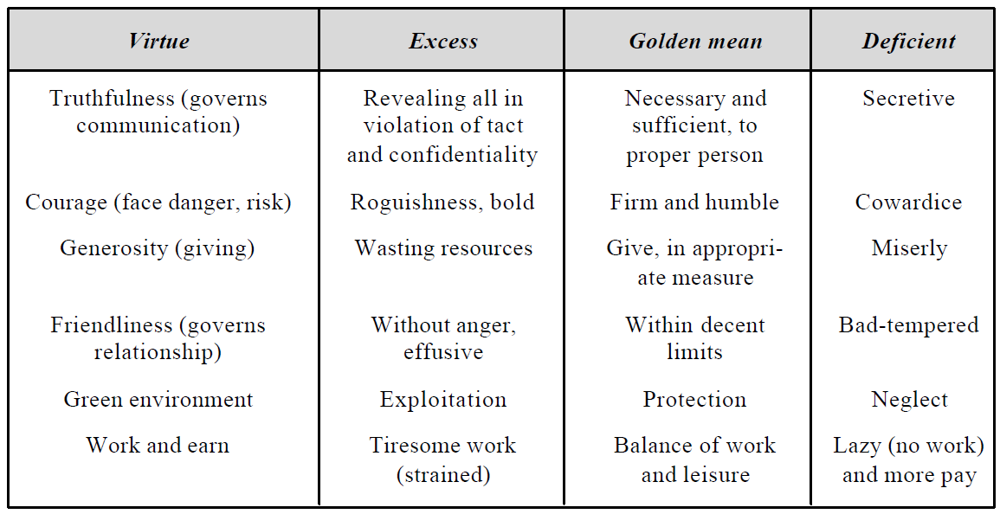 Virtue Excess Golden mean Deficient
Truthfulness (governs Revealing all in Necessary and Secretive
communication) violation of tact sufficient, to
and confidentiality proper person
Courage (face danger, risk) Roguishness, bold Firm and humble Cowardice
Generosity (giving) Wasting resources Give, in appropri- Miserly
ate measure
Friendliness (governs Without anger, Within decent Bad-tempered
relationship) effusive limits
Green environment Exploitation Protection Neglect
Work and earn Tiresome work Balance of work Lazy (no work)
(strained) and leisure and more pay